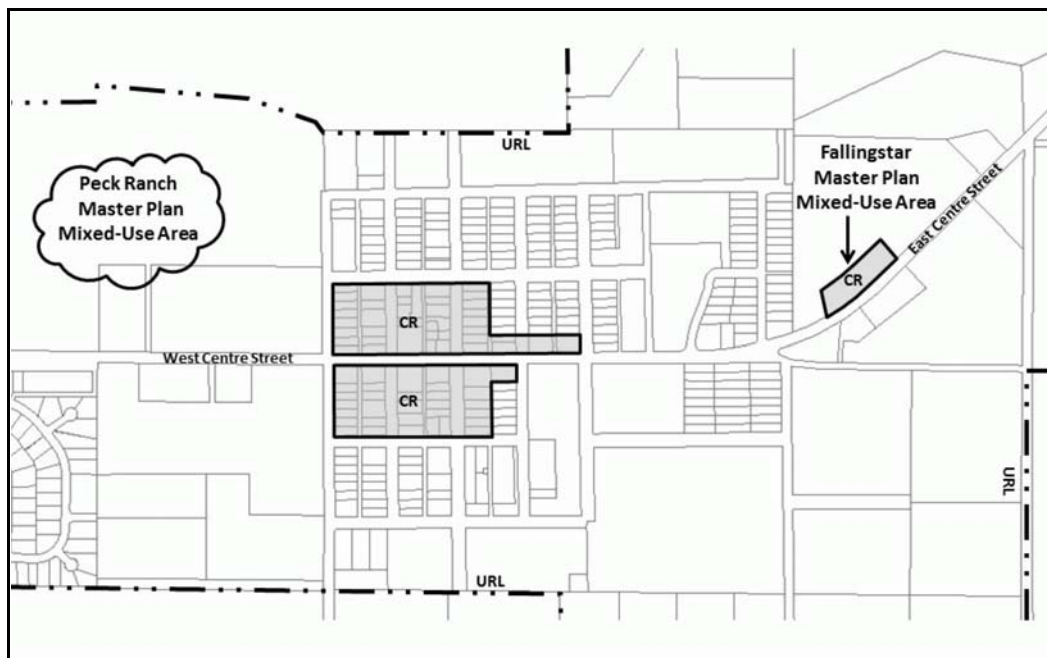 URL
Peck Ranch
Master Plan
Mixed-Use Area
Fallingstar
Master Plan
Mixed-Use Area
East Centre Street
CR
CR
West Centre Street
CR
URL
URL